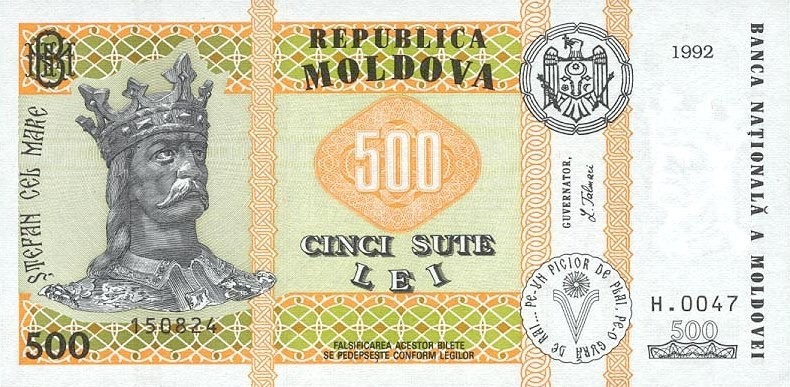 REPUBLICA
MOLDOVA
1992
BANCA NAȚIONALĂ A MOLDOVEI
ȘTEFAN CEL MARE
500
GUVERNATOR,
L. Talmaci
CINCI SUTE
LEI
PE-UN PICIOR DE PLAI, PE-O GURĂ DE RAI...
H.0047
150824
500
500
FALSIFICAREA ACESTOR BILETE
SE PEDEPSEȘTE CONFORM LEGILOR